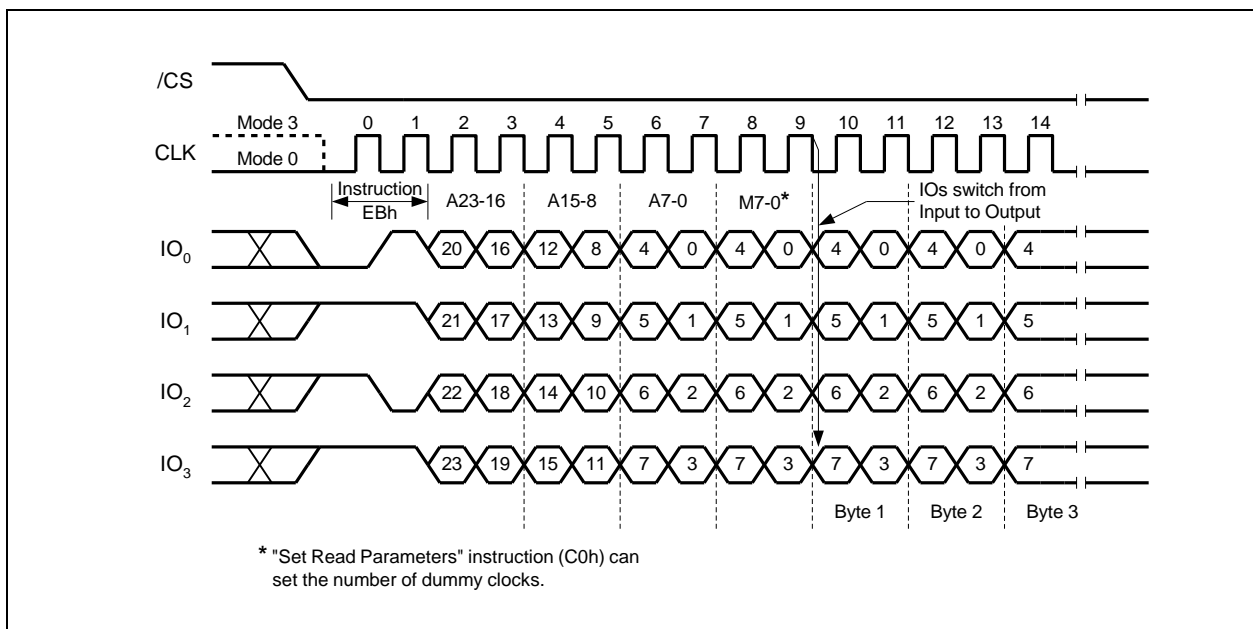 /CS
Mode 3 0 1 2 3 4 5 6 7 8 9 10 11 12 13 14
CLK
Mode 0
Instruction
EBh
A23-16 A15-8 A7-0 M7-0*
IOs switch from
Input to Output
IO0 20 16 12 8 4 0 4 0 4 0 4 0 4
IO1 21 17 13 9 5 1 5 1 5 1 5 1 5
IO2 22 18 14 10 6 2 6 2 6 2 6 2 6
IO3 23 19 15 11 7 3 7 3 7 3 7 3 7
Byte 1 Byte 2 Byte 3
* "Set Read Parameters" instruction (C0h) can
set the number of dummy clocks.